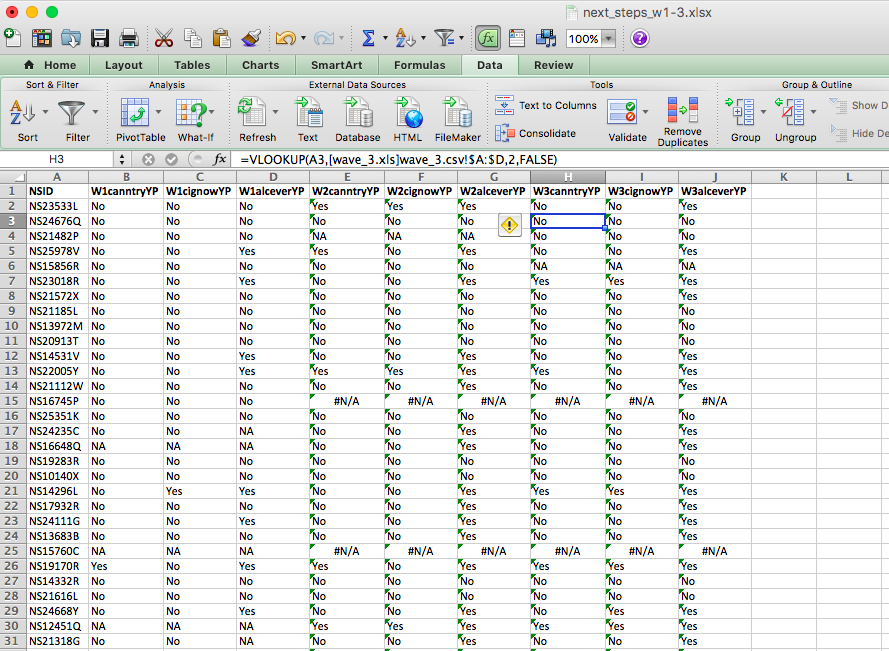 next_steps_w1-3.xlsx
100%
Home Layout Tables Charts SmartArt Formulas Data Review
Sort & Filter Analysis External Data Sources Tools Group & Outline
Text to Columns Show D
Consolidate Hide De
Sort Filter PivotTable What-If Refresh Text Database HTML FileMaker Validate Remove Duplicates Group Ungroup
H3 fx =VLOOKUP(A3,[wave_3.xls]wave_3.csv!$A:$D,2,FALSE)
A B C D E F G H I J K L
1 NSID W1canntryYP W1cignowYP W1alceverYP W2canntryYP W2cignowYP W2alceverYP W3canntryYP W3cignowYP W3alceverYP
2 NS23533L No No No Yes Yes Yes No No Yes
3 NS24676Q No No No No No No No No No
4 NS21482P No No No NA NA NA No No No
5 NS25978V No No Yes Yes No Yes No No Yes
6 NS15856R No No No No No No NA NA NA
7 NS23018R No No Yes No No Yes Yes Yes Yes
8 NS21572X No No No No No No No No Yes
9 NS21185L No No No No No No No No No
10 NS13972M No No No No No No No No No
11 NS20913T No No No No No No No No No
12 NS14531V No No Yes No No Yes No No Yes
13 NS22005Y No No Yes Yes Yes Yes Yes No Yes
14 NS21112W No No No No No Yes No No Yes
15 NS16745P No No No #N/A #N/A #N/A #N/A #N/A #N/A
16 NS25351K No No No No No No No No No
17 NS24235C No No NA No No Yes No No Yes
18 NS16648Q NA NA NA No No Yes No No Yes
19 NS19283R No No No No No No No No No
20 NS10140X No No No No No No No No No
21 NS14296L No Yes Yes No No Yes Yes Yes Yes
22 NS17932R No No No No No Yes No No Yes
23 NS24111G No No Yes No No Yes No No Yes
24 NS13683B No No No No No Yes No No Yes
25 NS15760C NA NA NA #N/A #N/A #N/A #N/A #N/A #N/A
26 NS19170R Yes No Yes Yes No Yes Yes Yes Yes
27 NS14332R No No No No No No No No No
28 NS21616L No No No No No No No No No
29 NS24668Y No No Yes No No Yes No Yes Yes
30 NS12451Q NA NA NA Yes Yes Yes Yes Yes Yes
31 NS21318G No No NA No No Yes No No Yes